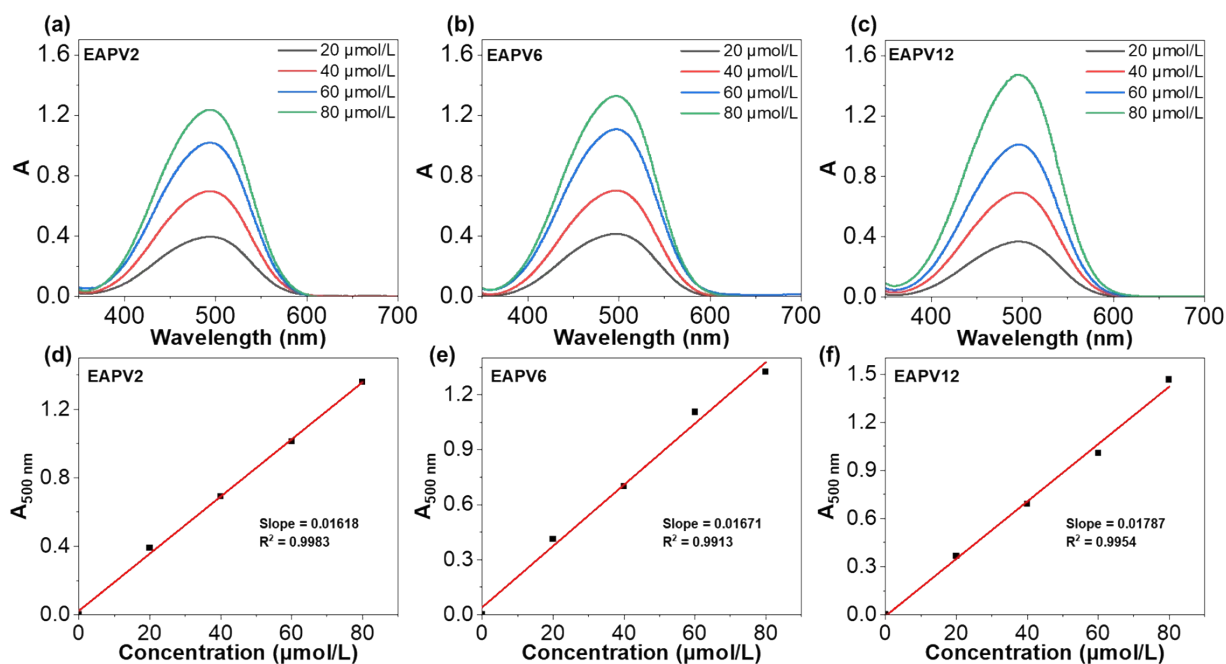 (a)
EAPV2
20 µmol/L
40 µmol/L
60 µmol/L
80 µmol/L
1.6
1.2
0.8
0.4
0.0
A
400 500 600 700
Wavelength (nm)
(b)
EAPV6
20 µmol/L
40 µmol/L
60 µmol/L
80 µmol/L
1.6
1.2
0.8
0.4
0.0
A
400 500 600 700
Wavelength (nm)
(c)
EAPV12
20 µmol/L
40 µmol/L
60 µmol/L
80 µmol/L
1.6
1.2
0.8
0.4
0.0
A
400 500 600 700
Wavelength (nm)
(d)
EAPV2
1.2
0.8
0.4
0.0
A500 nm
Slope = 0.01618
R² = 0.9983
0 20 40 60 80
Concentration (µmol/L)
(e)
EAPV6
1.2
0.9
0.6
0.3
0.0
A500 nm
Slope = 0.01671
R² = 0.9913
0 20 40 60 80
Concentration (µmol/L)
(f)
EAPV12
1.5
1.2
0.9
0.6
0.3
0.0
A500 nm
Slope = 0.01787
R² = 0.9954
0 20 40 60 80
Concentration (µmol/L)